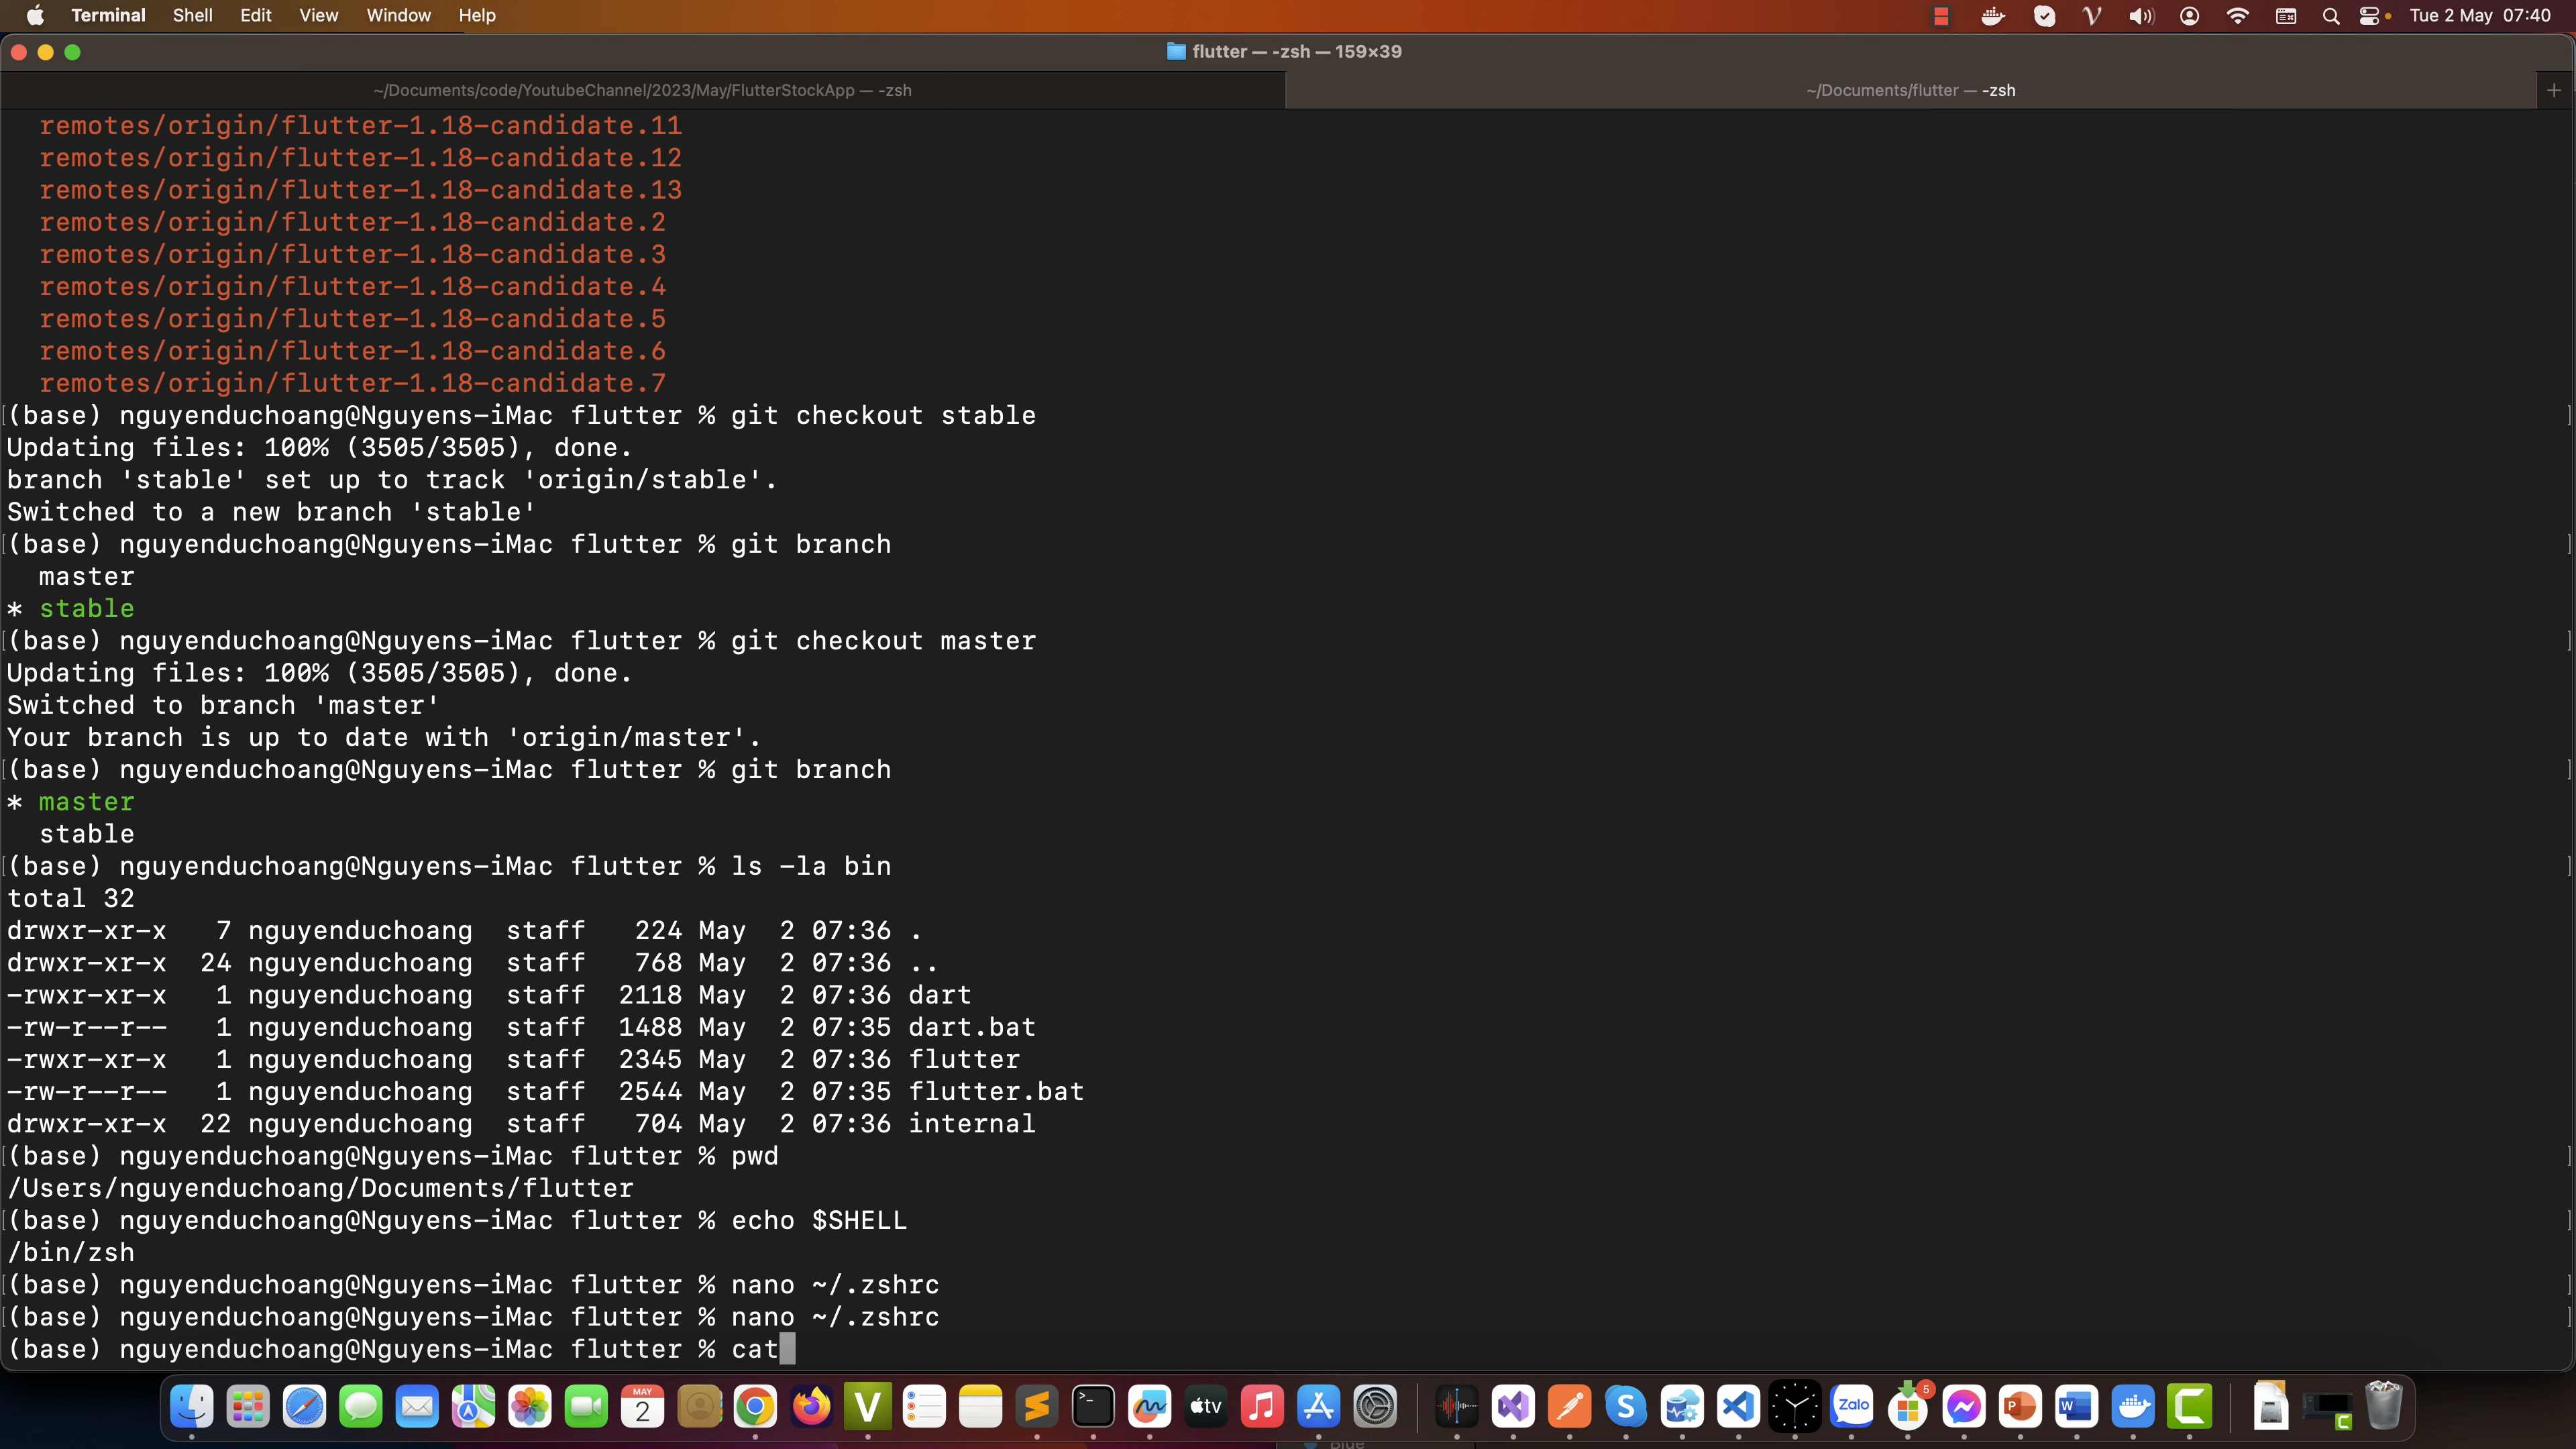 Terminal Shell Edit View Window Help Tue 2 May 07:40
flutter — -zsh — 159×39
~/Documents/code/YoutubeChannel/2023/May/FlutterStockApp — -zsh ~/Documents/flutter — -zsh
remotes/origin/flutter-1.18-candidate.11
remotes/origin/flutter-1.18-candidate.12
remotes/origin/flutter-1.18-candidate.13
remotes/origin/flutter-1.18-candidate.2
remotes/origin/flutter-1.18-candidate.3
remotes/origin/flutter-1.18-candidate.4
remotes/origin/flutter-1.18-candidate.5
remotes/origin/flutter-1.18-candidate.6
remotes/origin/flutter-1.18-candidate.7
[(base) nguyenduchoang@Nguyens-iMac flutter % git checkout stable ]
Updating files: 100% (3505/3505), done.
branch 'stable' set up to track 'origin/stable'.
Switched to a new branch 'stable'
[(base) nguyenduchoang@Nguyens-iMac flutter % git branch ]
master
* stable
[(base) nguyenduchoang@Nguyens-iMac flutter % git checkout master ]
Updating files: 100% (3505/3505), done.
Switched to branch 'master'
Your branch is up to date with 'origin/master'.
[(base) nguyenduchoang@Nguyens-iMac flutter % git branch ]
* master
stable
[(base) nguyenduchoang@Nguyens-iMac flutter % ls -la bin ]
total 32
drwxr-xr-x 7 nguyenduchoang staff 224 May 2 07:36 .
drwxr-xr-x 24 nguyenduchoang staff 768 May 2 07:36 ..
-rwxr-xr-x 1 nguyenduchoang staff 2118 May 2 07:36 dart
-rw-r--r-- 1 nguyenduchoang staff 1488 May 2 07:35 dart.bat
-rwxr-xr-x 1 nguyenduchoang staff 2345 May 2 07:36 flutter
-rw-r--r-- 1 nguyenduchoang staff 2544 May 2 07:35 flutter.bat
drwxr-xr-x 22 nguyenduchoang staff 704 May 2 07:36 internal
[(base) nguyenduchoang@Nguyens-iMac flutter % pwd ]
/Users/nguyenduchoang/Documents/flutter
[(base) nguyenduchoang@Nguyens-iMac flutter % echo $SHELL ]
/bin/zsh
[(base) nguyenduchoang@Nguyens-iMac flutter % nano ~/.zshrc ]
[(base) nguyenduchoang@Nguyens-iMac flutter % nano ~/.zshrc ]
(base) nguyenduchoang@Nguyens-iMac flutter % cat
MAY
2
tv
Zalo
5